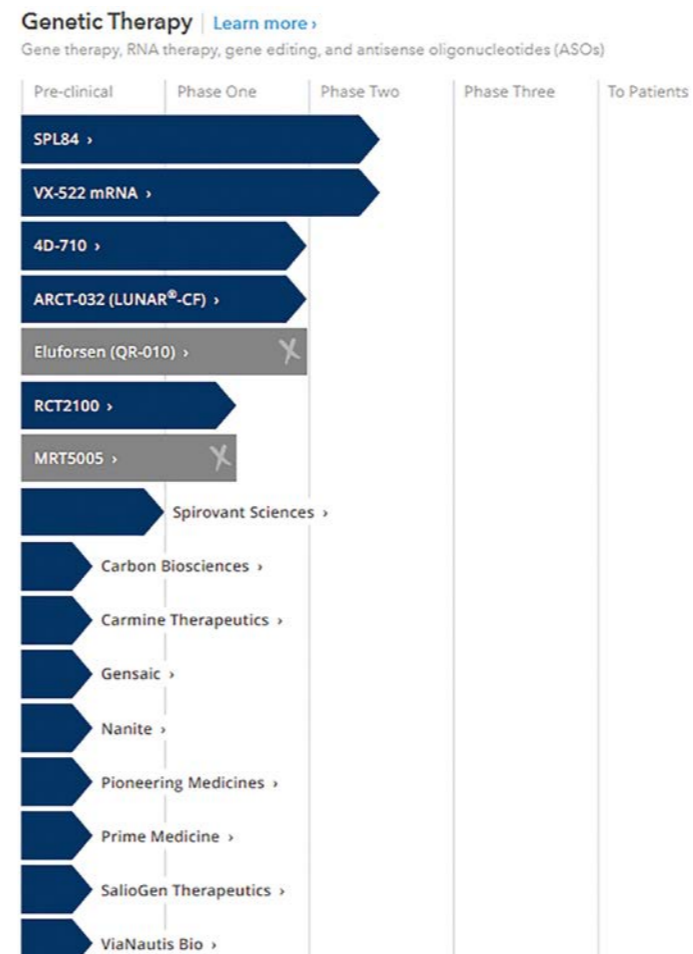 Genetic Therapy | Learn more ›
Gene therapy, RNA therapy, gene editing, and antisense oligonucleotides (ASOs)
Pre-clinical Phase One Phase Two Phase Three To Patients
SPL84 ›
VX-522 mRNA ›
4D-710 ›
ARCT-032 (LUNAR®-CF) ›
Eluforsen (QR-010) › X
RCT2100 ›
MRT5005 › X
Spirovant Sciences ›
Carbon Biosciences ›
Carmine Therapeutics ›
Gensaic ›
Nanite ›
Pioneering Medicines ›
Prime Medicine ›
SalioGen Therapeutics ›
ViaNautis Bio ›